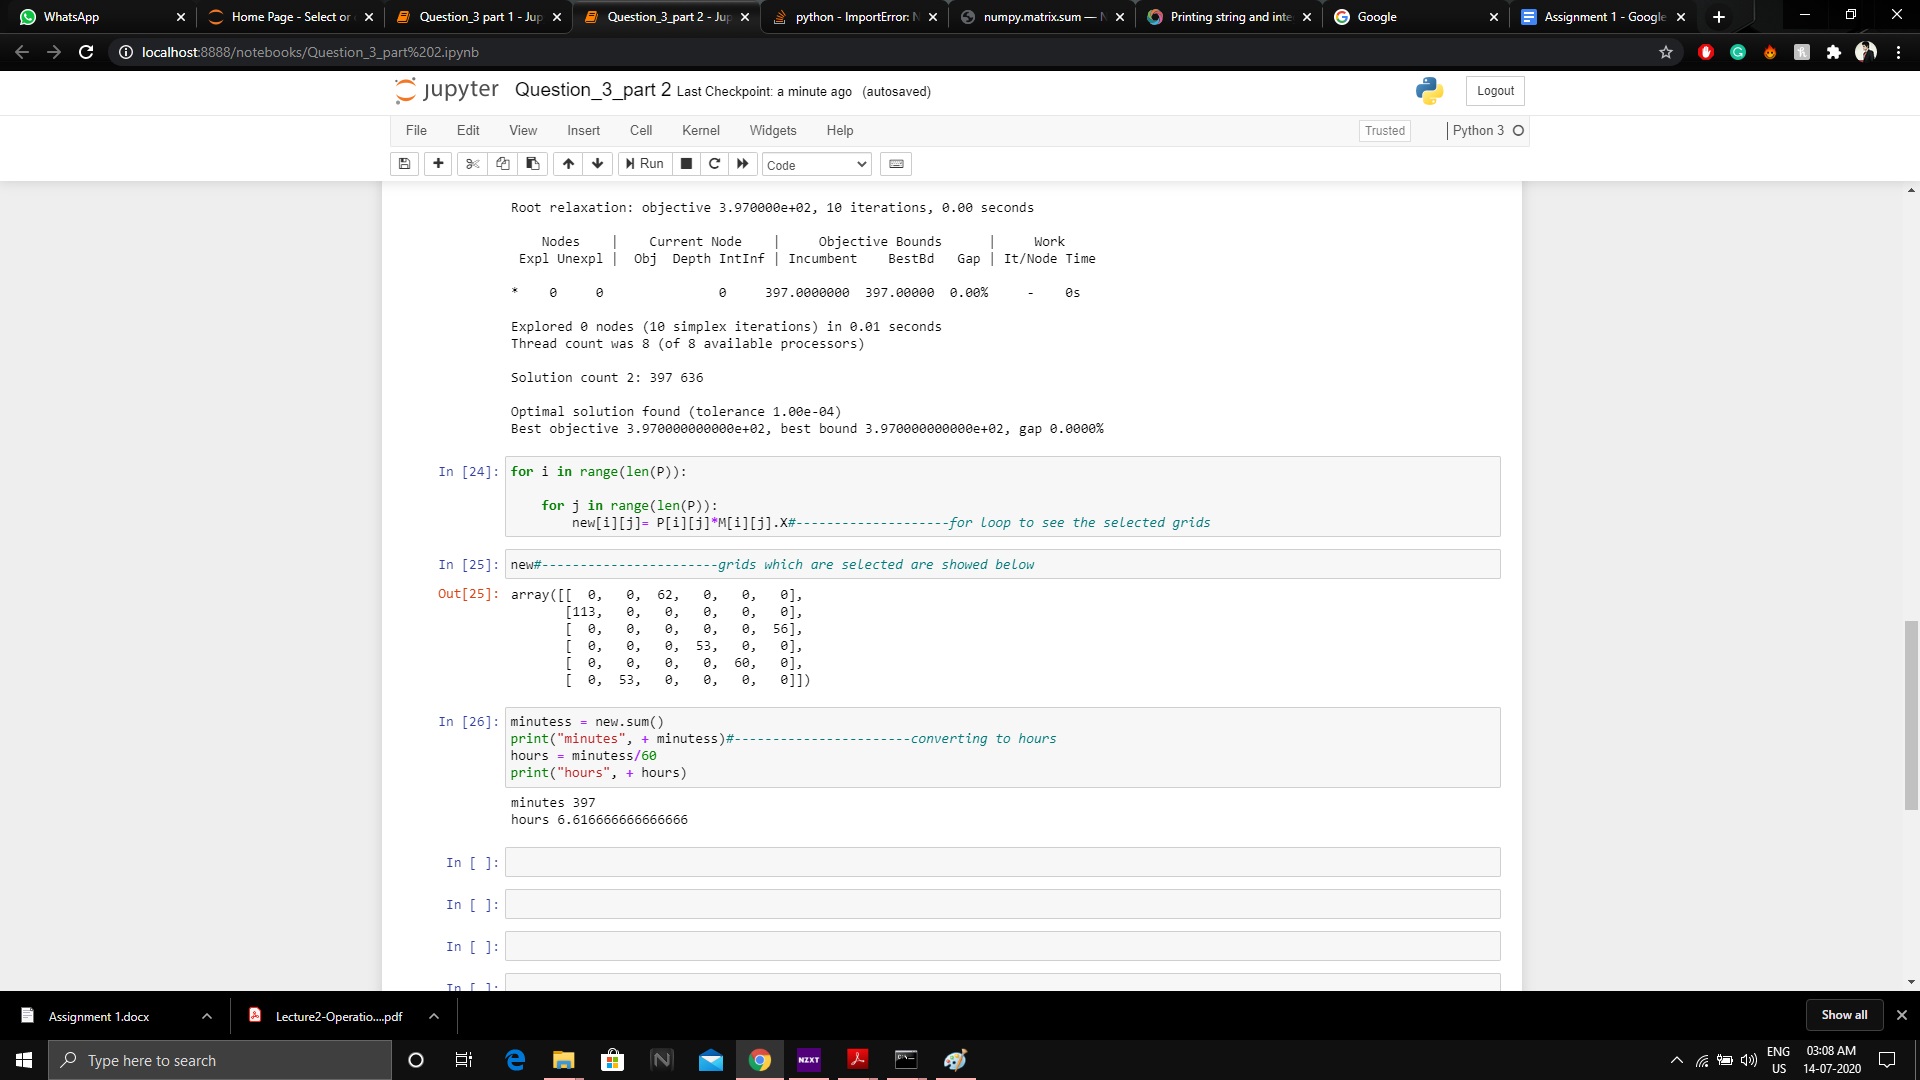 WhatsApp
Home Page - Select or
Question_3 part 1 - Jup
Question_3_part 2 - Jup
python - ImportError: N
numpy.matrix.sum — N
Printing string and inte
Google
Assignment 1 - Google
localhost:8888/notebooks/Question_3_part%202.ipynb
jupyter Question_3_part 2 Last Checkpoint: a minute ago (autosaved)
Logout
File Edit View Insert Cell Kernel Widgets Help
Trusted
Python 3
Run
Code
Root relaxation: objective 3.970000e+02, 10 iterations, 0.00 seconds
Nodes | Current Node | Objective Bounds | Work
Expl Unexpl | Obj Depth IntInf | Incumbent BestBd Gap | It/Node Time
* 0 0 0 397.0000000 397.00000 0.00% - 0s
Explored 0 nodes (10 simplex iterations) in 0.01 seconds
Thread count was 8 (of 8 available processors)
Solution count 2: 397 636
Optimal solution found (tolerance 1.00e-04)
Best objective 3.970000000000e+02, best bound 3.970000000000e+02, gap 0.0000%
In [24]: for i in range(len(P)):
for j in range(len(P)):
new[i][j]= P[i][j]*M[i][j].X#--------------------for loop to see the selected grids
In [25]: new#-----------------------grids which are selected are showed below
Out[25]: array([[ 0, 0, 62, 0, 0, 0],
[113, 0, 0, 0, 0, 0],
[ 0, 0, 0, 0, 0, 56],
[ 0, 0, 0, 53, 0, 0],
[ 0, 0, 0, 0, 60, 0],
[ 0, 53, 0, 0, 0, 0]])
In [26]: minutess = new.sum()
print("minutes", + minutess)#-----------------------converting to hours
hours = minutess/60
print("hours", + hours)
minutes 397
hours 6.616666666666666
In [ ]:
In [ ]:
In [ ]:
In [ ]:
Assignment 1.docx
Lecture2-Operatio....pdf
Show all
Type here to search
NZXT
ENG
US
03:08 AM
14-07-2020